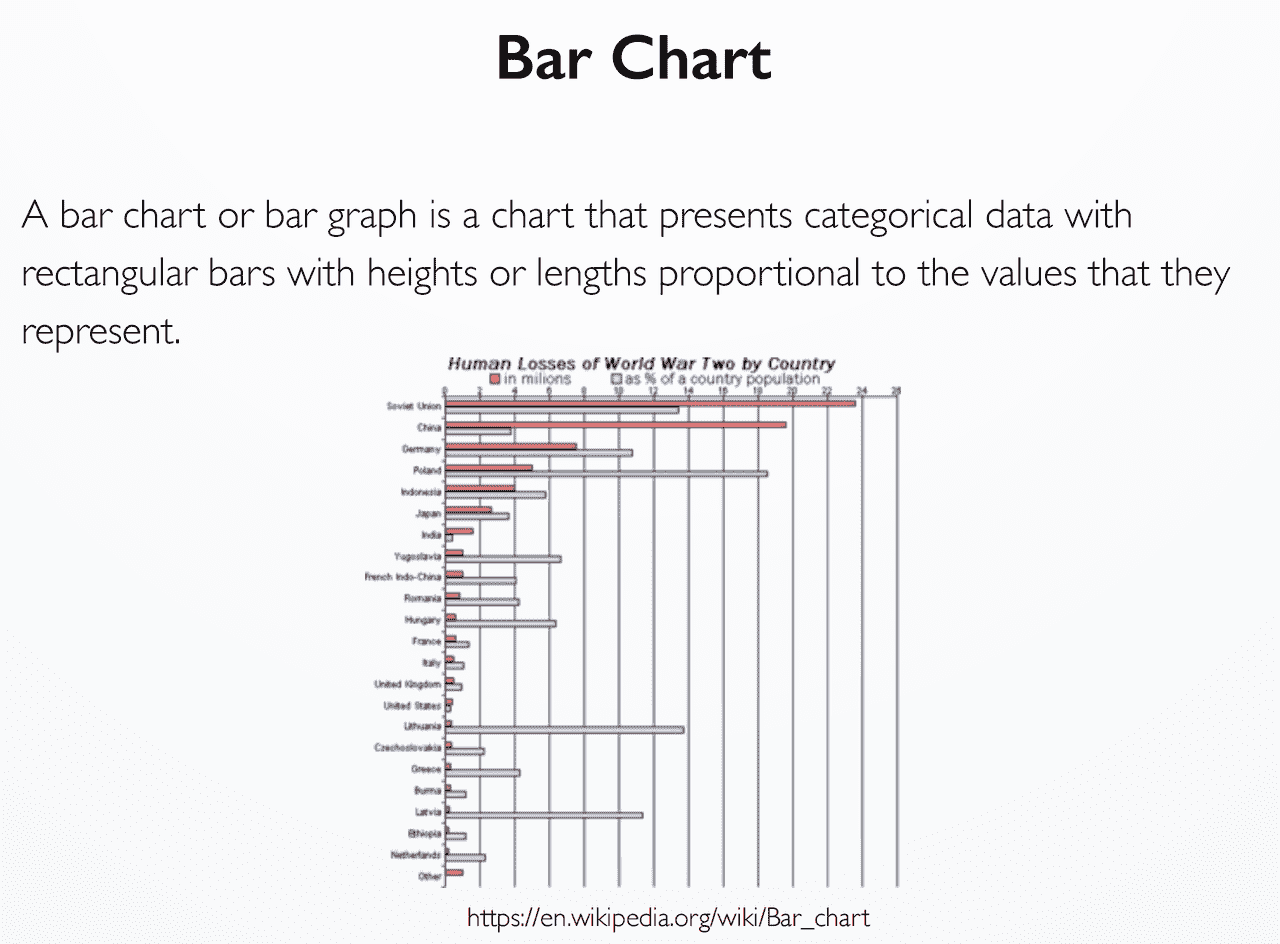 Bar Chart
A bar chart or bar graph is a chart that presents categorical data with
rectangular bars with heights or lengths proportional to the values that they
represent.
Human Losses of World War Two by Country
in milions as % of a country population
0 2 4 6 8 10 12 14 16 18 20 22 24 26
Soviet Union
China
Germany
Poland
Indonesia
Japan
India
Yugoslavia
French Indo-China
Romania
Hungary
France
Italy
United Kingdom
United States
Lithuania
Czechoslovakia
Greece
Burma
Latvia
Ethiopia
Netherlands
Other
https://en.wikipedia.org/wiki/Bar_chart